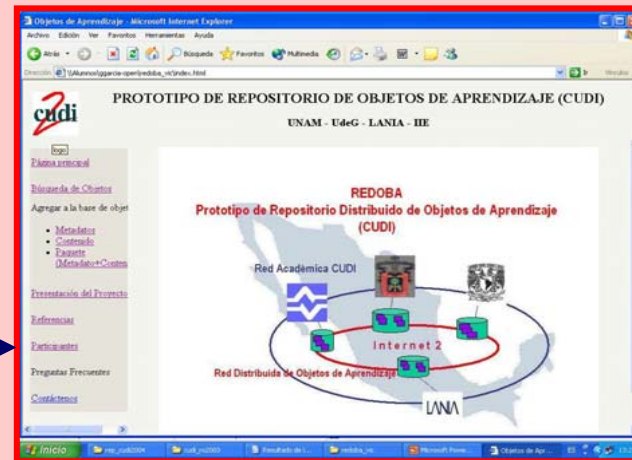 Objetos de Aprendizaje - Microsoft Internet Explorer
Archivo Edición Ver Favoritos Herramientas Ayuda
Atrás Búsqueda Favoritos Multimedia
Dirección
Vínculos
cudi
PROTOTIPO DE REPOSITORIO DE OBJETOS DE APRENDIZAJE (CUDI)
UNAM - UdeG - LANIA - IIE
logo
Página principal
Búsqueda de Objetos
Agregar a la base de objet
Metadatos
Contenido
Paquete
(Metadato+Conten
Presentación del Proyecto
Referencias
Participantes
Preguntas Frecuentes
Contáctenos
REDOBA
Prototipo de Repositorio Distribuido de Objetos de Aprendizaje
(CUDI)
Red Académica CUDI
Internet 2
Red Distribuida de Objetos de Aprendizaje
LANIA
Inicio rep_cudi2004 cudi_vs2003 Resultado de l... redoba_vic Microsoft Power... Objetos de Apr... ES